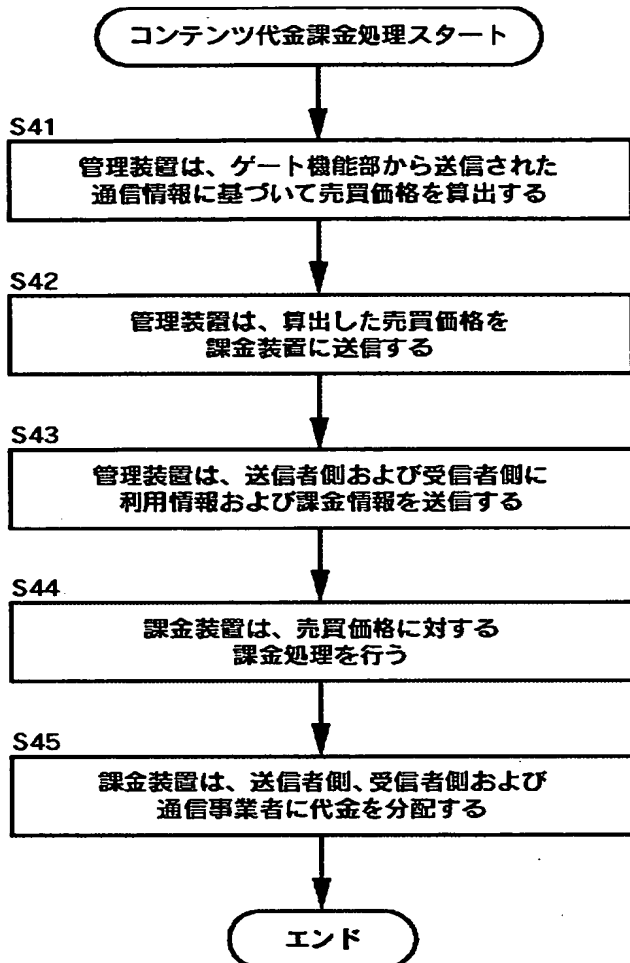 コンテンツ代金課金処理スタート
S41
管理装置は、ゲート機能部から送信された
通信情報に基づいて売買価格を算出する
S42
管理装置は、算出した売買価格を
課金装置に送信する
S43
管理装置は、送信者側および受信者側に
利用情報および課金情報を送信する
S44
課金装置は、売買価格に対する
課金処理を行う
S45
課金装置は、送信者側、受信者側および
通信事業者に代金を分配する
エンド